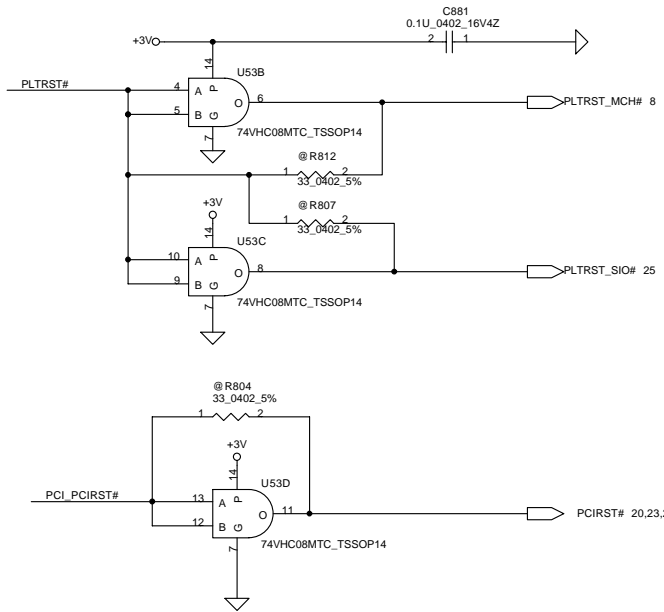 C881
0.1U_0402_16V4Z
+3V
2 1
14
U53B
PLTRST#
4 A P
O 6
PLTRST_MCH# 8
5 B G
7
74VHC08MTC_TSSOP14
@R812
1 2
33_0402_5%
@R807
+3V
1 2
33_0402_5%
14
U53C
10 A P
O 8
PLTRST_SIO# 25
9 B G
7
74VHC08MTC_TSSOP14
@R804
33_0402_5%
1 2
+3V
14
U53D
PCI_PCIRST#
13 A P
O 11
PCIRST# 20,23,
12 B G
7
74VHC08MTC_TSSOP14